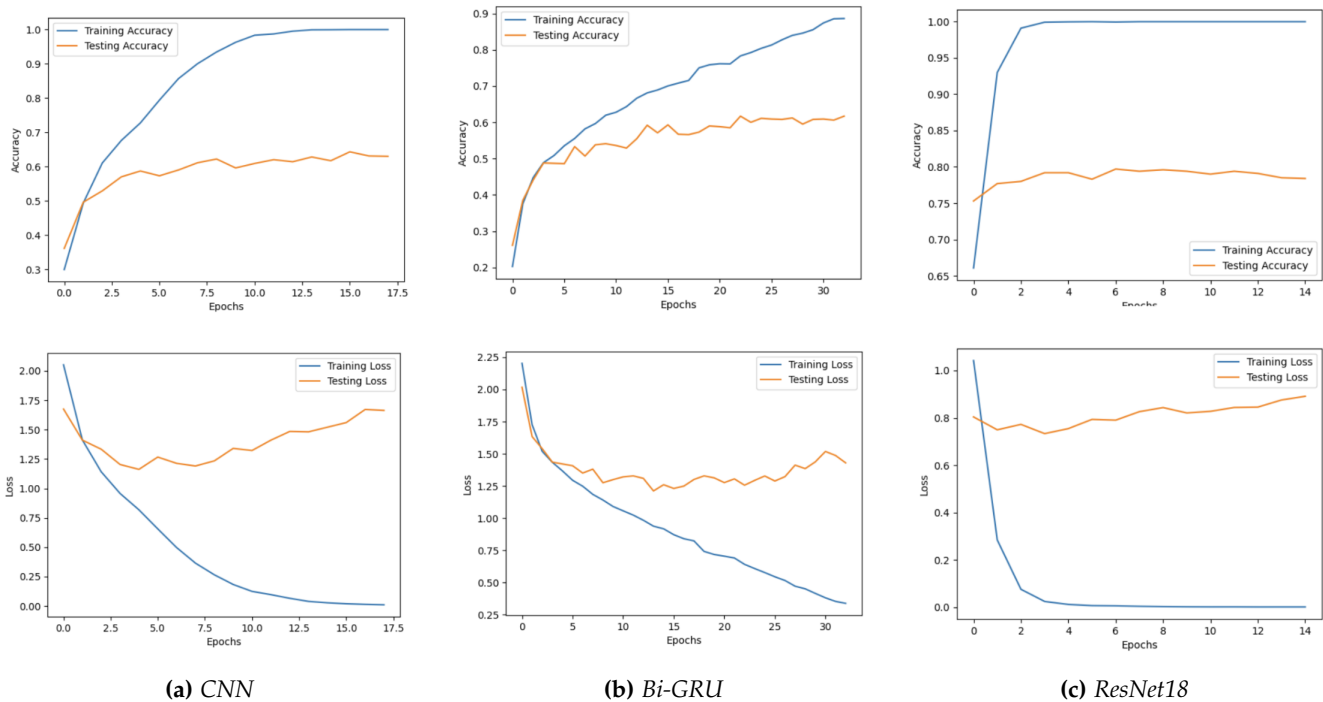 1.0
0.9
0.8
0.7
0.6
0.5
0.4
0.3
Accuracy
Training Accuracy
Testing Accuracy
0.0 2.5 5.0 7.5 10.0 12.5 15.0 17.5
Epochs
0.9
0.8
0.7
0.6
0.5
0.4
0.3
0.2
Accuracy
Training Accuracy
Testing Accuracy
0 5 10 15 20 25 30
Epochs
1.00
0.95
0.90
0.85
0.80
0.75
0.70
0.65
Accuracy
Training Accuracy
Testing Accuracy
0 2 4 6 8 10 12 14
Epochs
2.00
1.75
1.50
1.25
1.00
0.75
0.50
0.25
0.00
Loss
Training Loss
Testing Loss
0.0 2.5 5.0 7.5 10.0 12.5 15.0 17.5
Epochs
2.25
2.00
1.75
1.50
1.25
1.00
0.75
0.50
0.25
Loss
Training Loss
Testing Loss
0 5 10 15 20 25 30
Epochs
1.0
0.8
0.6
0.4
0.2
0.0
Loss
Training Loss
Testing Loss
0 2 4 6 8 10 12 14
Epochs
(a) CNN
(b) Bi-GRU
(c) ResNet18